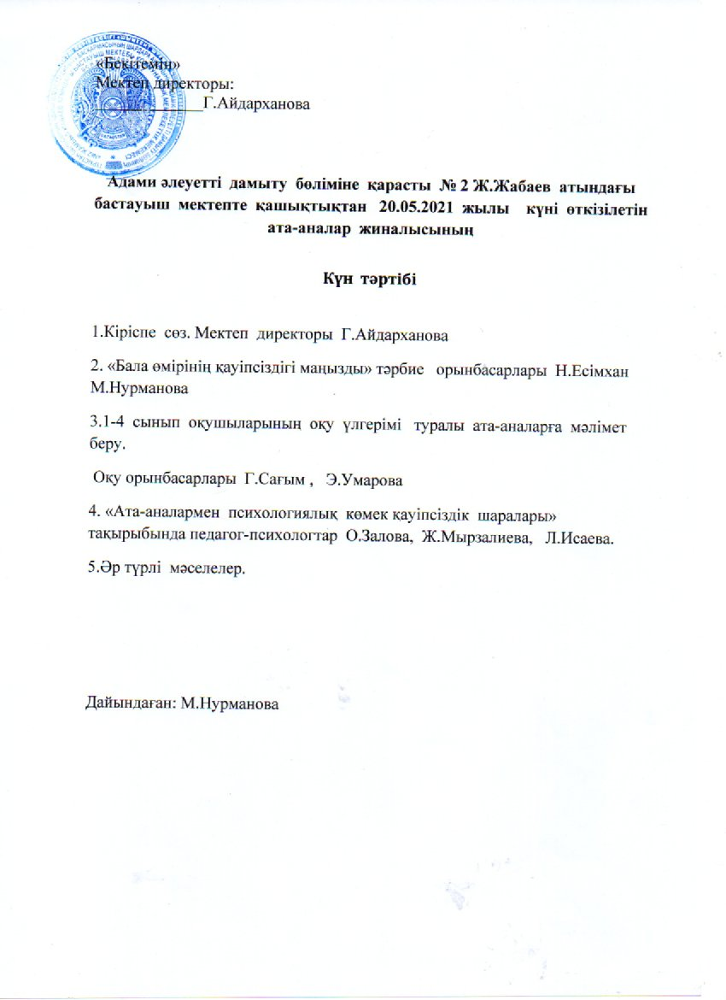 «Бекітемін»
Мектеп директоры:
_____________Г.Айдарханова
Адами әлеуетті дамыту бөліміне қарасты № 2 Ж.Жабаев атындағы
бастауыш мектепте қашықтықтан 20.05.2021 жылы күні өткізілетін
ата-аналар жиналысының
Күн тәртібі
1.Кіріспе сөз. Мектеп директоры Г.Айдарханова
2. «Бала өмірінің қауіпсіздігі маңызды» тәрбие орынбасарлары Н.Есімхан
М.Нурманова
3.1-4 сынып оқушыларының оқу үлгерімі туралы ата-аналарға мәлімет
беру.
Оқу орынбасарлары Г.Сағым , Э.Умарова
4. «Ата-аналармен психологиялық көмек қауіпсіздік шаралары»
тақырыбында педагог-психологтар О.Залова, Ж.Мырзалиева, Л.Исаева.
5.Әр түрлі мәселелер.
Дайындаған: М.Нурманова